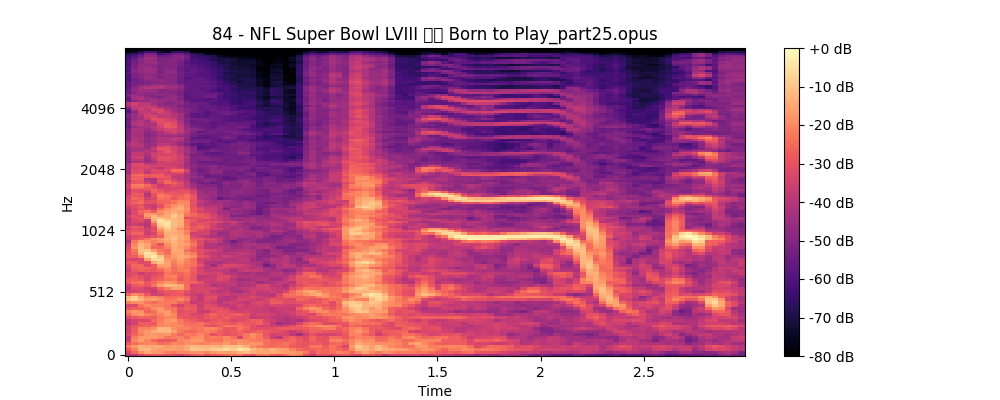 84 - NFL Super Bowl LVIII Born to Play_part25.opus
+0 dB
-10 dB
-20 dB
-30 dB
-40 dB
-50 dB
-60 dB
-70 dB
-80 dB
4096
2048
1024
512
0
Hz
0
0.5
1
1.5
2
2.5
Time